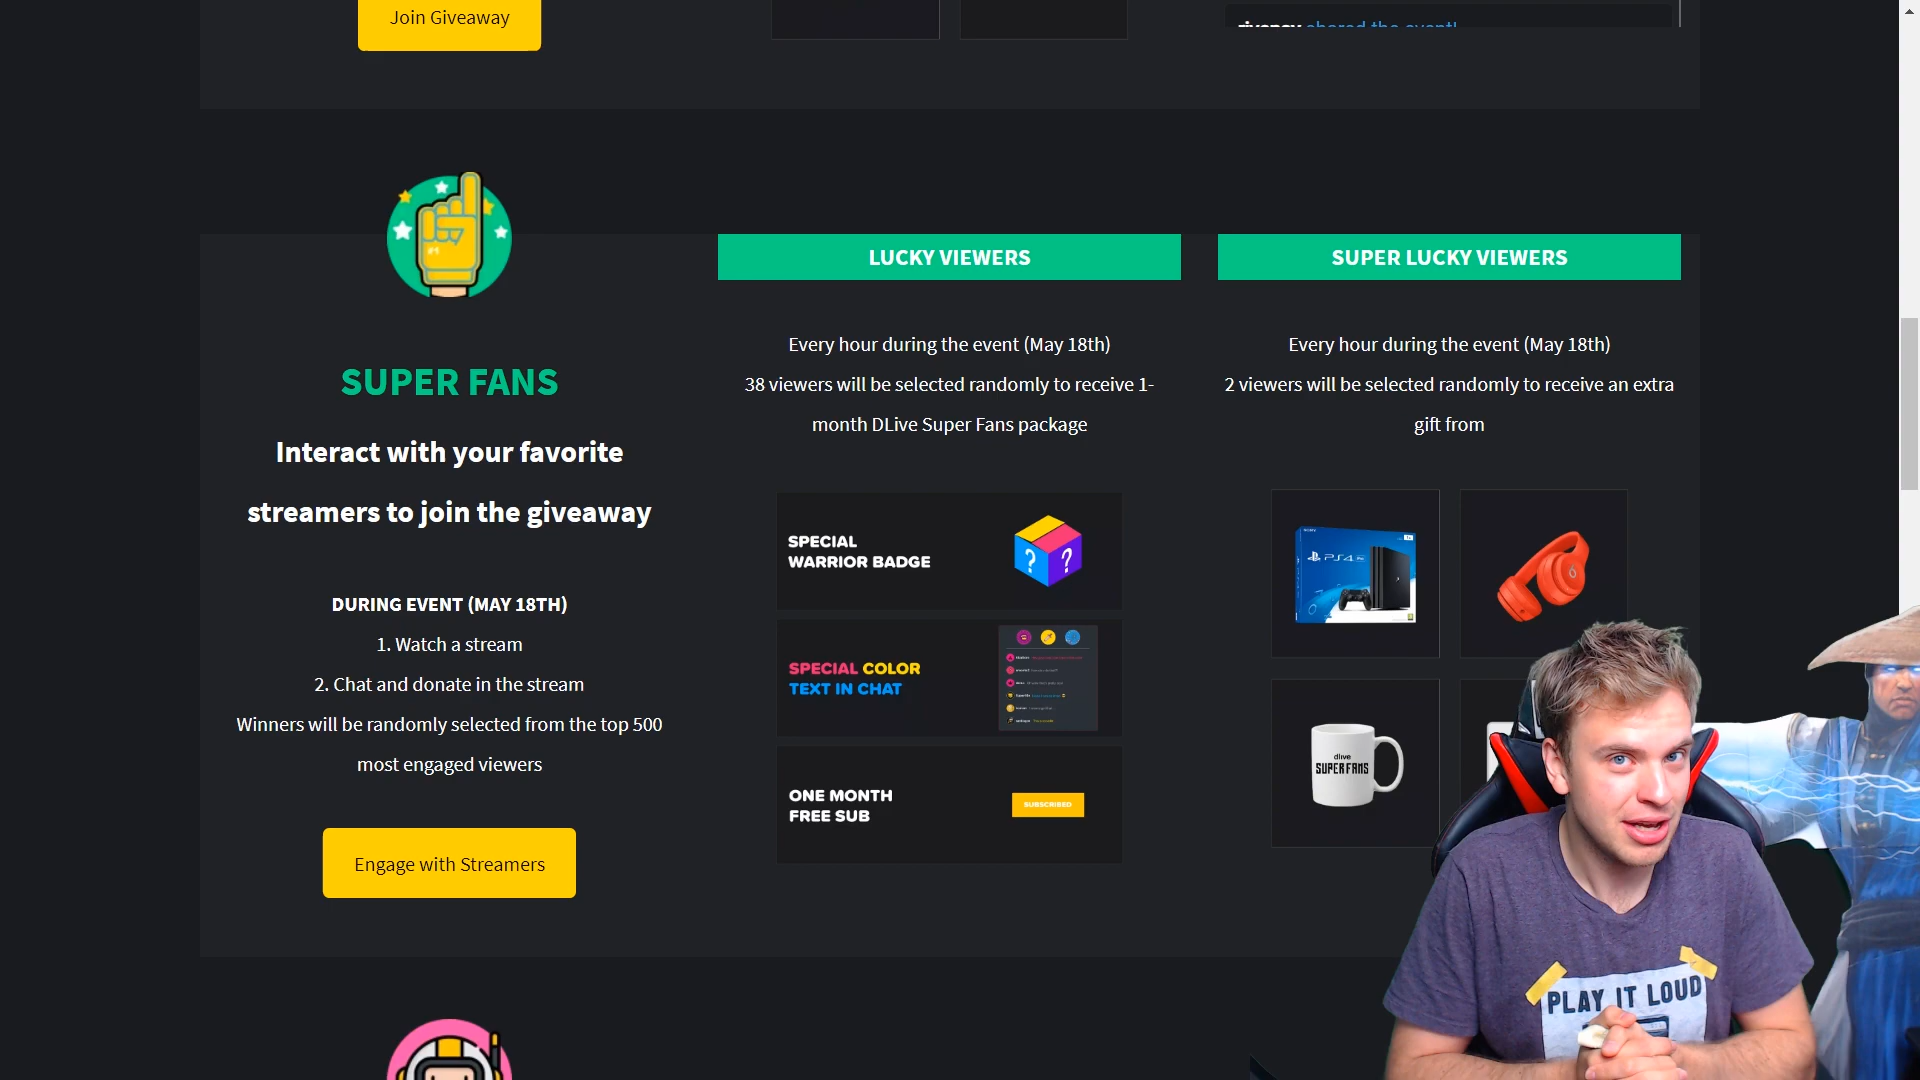 Join Giveaway
shared the event!
SUPER FANS
Interact with your favorite
streamers to join the giveaway
DURING EVENT (MAY 18TH)
1. Watch a stream
2. Chat and donate in the stream
Winners will be randomly selected from the top 500
most engaged viewers
Engage with Streamers
LUCKY VIEWERS
Every hour during the event (May 18th)
38 viewers will be selected randomly to receive 1-
month DLive Super Fans package
SPECIAL
WARRIOR BADGE
? ?
SPECIAL COLOR
TEXT IN CHAT
ONE MONTH
FREE SUB
SUBSCRIBED
SUPER LUCKY VIEWERS
Every hour during the event (May 18th)
2 viewers will be selected randomly to receive an extra
gift from
SONY
PS4 PRO
dlive
SUPER FANS
PLAY IT LOUD